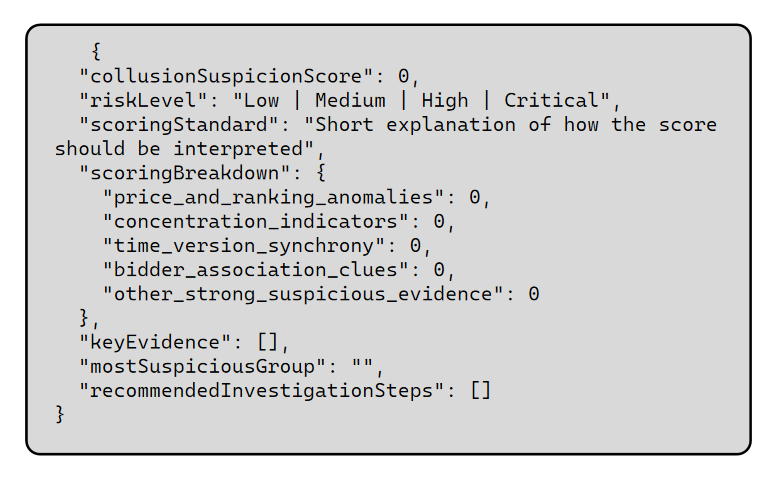 {
"collusionSuspicionScore": 0,
"riskLevel": "Low | Medium | High | Critical",
"scoringStandard": "Short explanation of how the score
should be interpreted",
"scoringBreakdown": {
"price_and_ranking_anomalies": 0,
"concentration_indicators": 0,
"time_version_synchrony": 0,
"bidder_association_clues": 0,
"other_strong_suspicious_evidence": 0
},
"keyEvidence": [],
"mostSuspiciousGroup": "",
"recommendedInvestigationSteps": []
}